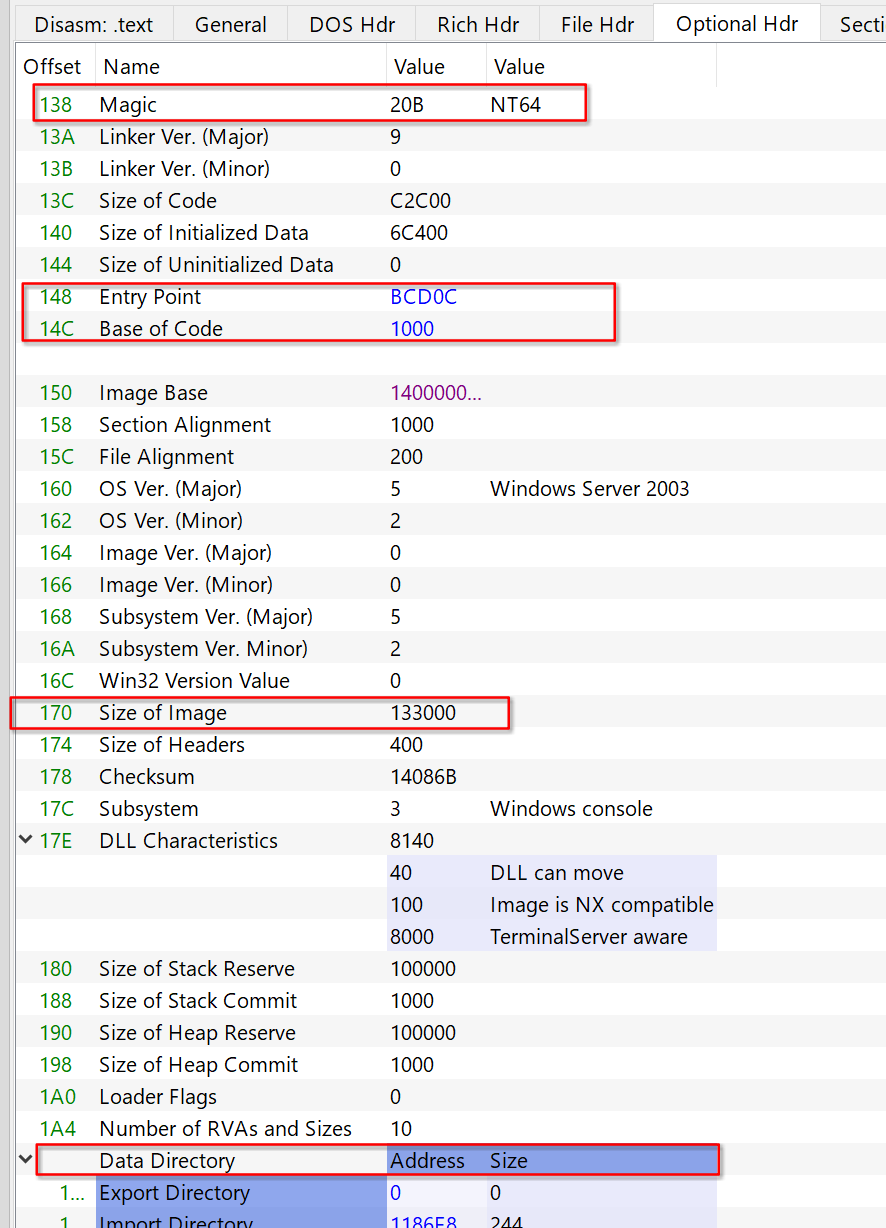 Disasm: .text General DOS Hdr Rich Hdr File Hdr Optional Hdr Secti
Offset Name Value Value
138 Magic 20B NT64
13A Linker Ver. (Major) 9
13B Linker Ver. (Minor) 0
13C Size of Code C2C00
140 Size of Initialized Data 6C400
144 Size of Uninitialized Data 0
148 Entry Point BCD0C
14C Base of Code 1000
150 Image Base 1400000...
158 Section Alignment 1000
15C File Alignment 200
160 OS Ver. (Major) 5 Windows Server 2003
162 OS Ver. (Minor) 2
164 Image Ver. (Major) 0
166 Image Ver. (Minor) 0
168 Subsystem Ver. (Major) 5
16A Subsystem Ver. Minor) 2
16C Win32 Version Value 0
170 Size of Image 133000
174 Size of Headers 400
178 Checksum 14086B
17C Subsystem 3 Windows console
17E DLL Characteristics 8140
40 DLL can move
100 Image is NX compatible
8000 TerminalServer aware
180 Size of Stack Reserve 100000
188 Size of Stack Commit 1000
190 Size of Heap Reserve 100000
198 Size of Heap Commit 1000
1A0 Loader Flags 0
1A4 Number of RVAs and Sizes 10
Data Directory Address Size
1... Export Directory 0 0
1 Import Directory 1186E8 244